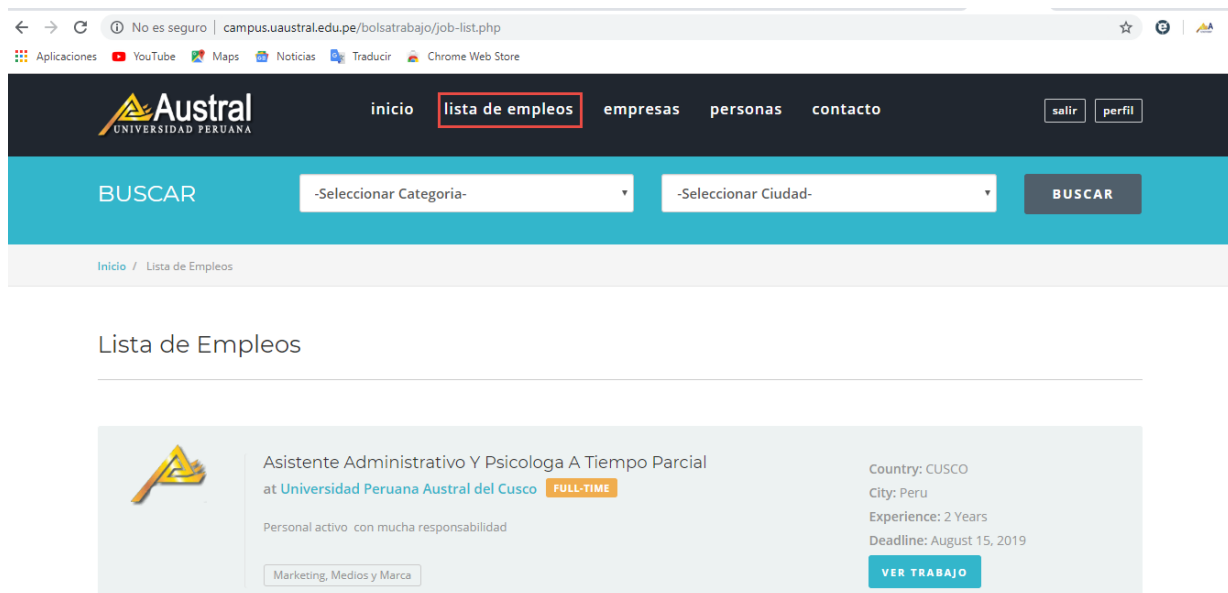 No es seguro | campus.uaustral.edu.pe/bolsatrabajo/job-list.php
Aplicaciones YouTube Maps Noticias Traducir Chrome Web Store
Austral
UNIVERSIDAD PERUANA
inicio lista de empleos empresas personas contacto salir perfil
BUSCAR -Seleccionar Categoria- -Seleccionar Ciudad- BUSCAR
Inicio / Lista de Empleos
Lista de Empleos
Asistente Administrativo Y Psicologa A Tiempo Parcial
at Universidad Peruana Austral del Cusco FULL-TIME
Personal activo con mucha responsabilidad
Marketing, Medios y Marca
Country: CUSCO
City: Peru
Experience: 2 Years
Deadline: August 15, 2019
VER TRABAJO